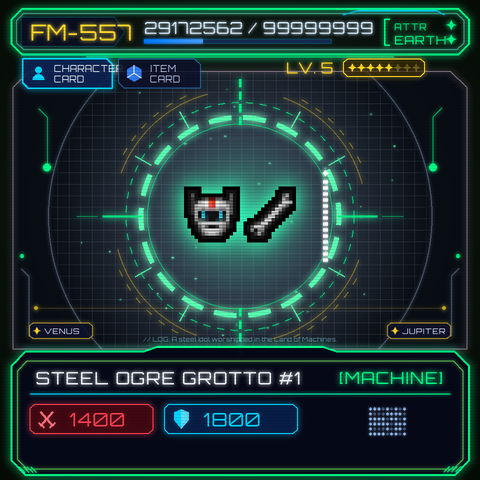 FM-557
29172562 / 99999999
ATTR
EARTH
CHARACTER
CARD
ITEM
CARD
LV.5
VENUS
JUPITER
// LOG: A steel idol worshipped in the Land of Machines
STEEL OGRE GROTTO #1
[MACHINE]
1400
1800